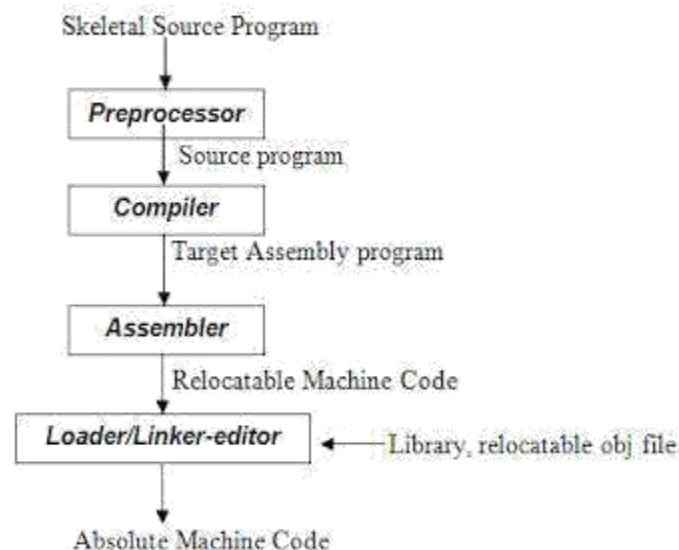 Skeletal Source Program
Preprocessor
Source program
Compiler
Target Assembly program
Assembler
Relocatable Machine Code
Loader/Linker-editor
Library, relocatable obj file
Absolute Machine Code